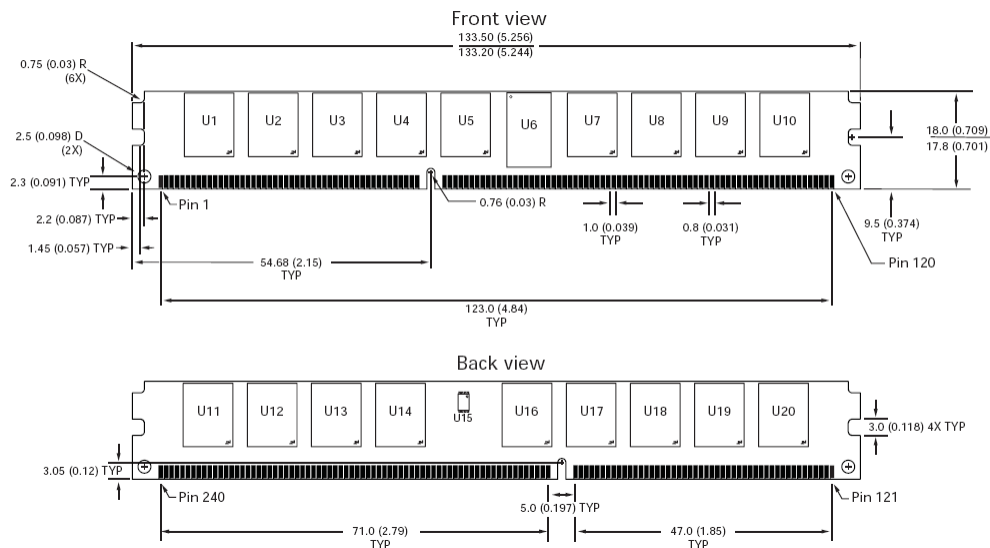 Front view
133.50 (5.256)
133.20 (5.244)
0.75 (0.03) R
(6X)
U1 U2 U3 U4 U5 U6 U7 U8 U9 U10
2.5 (0.098) D
(2X)
18.0 (0.709)
17.8 (0.701)
2.3 (0.091) TYP
Pin 1
0.76 (0.03) R
2.2 (0.087) TYP
1.0 (0.039)
TYP
0.8 (0.031)
TYP
9.5 (0.374)
TYP
1.45 (0.057) TYP
54.68 (2.15)
TYP
Pin 120
123.0 (4.84)
TYP
Back view
U11 U12 U13 U14 U15 U16 U17 U18 U19 U20
3.0 (0.118) 4X TYP
3.05 (0.12) TYP
Pin 240
Pin 121
5.0 (0.197) TYP
71.0 (2.79)
TYP
47.0 (1.85)
TYP